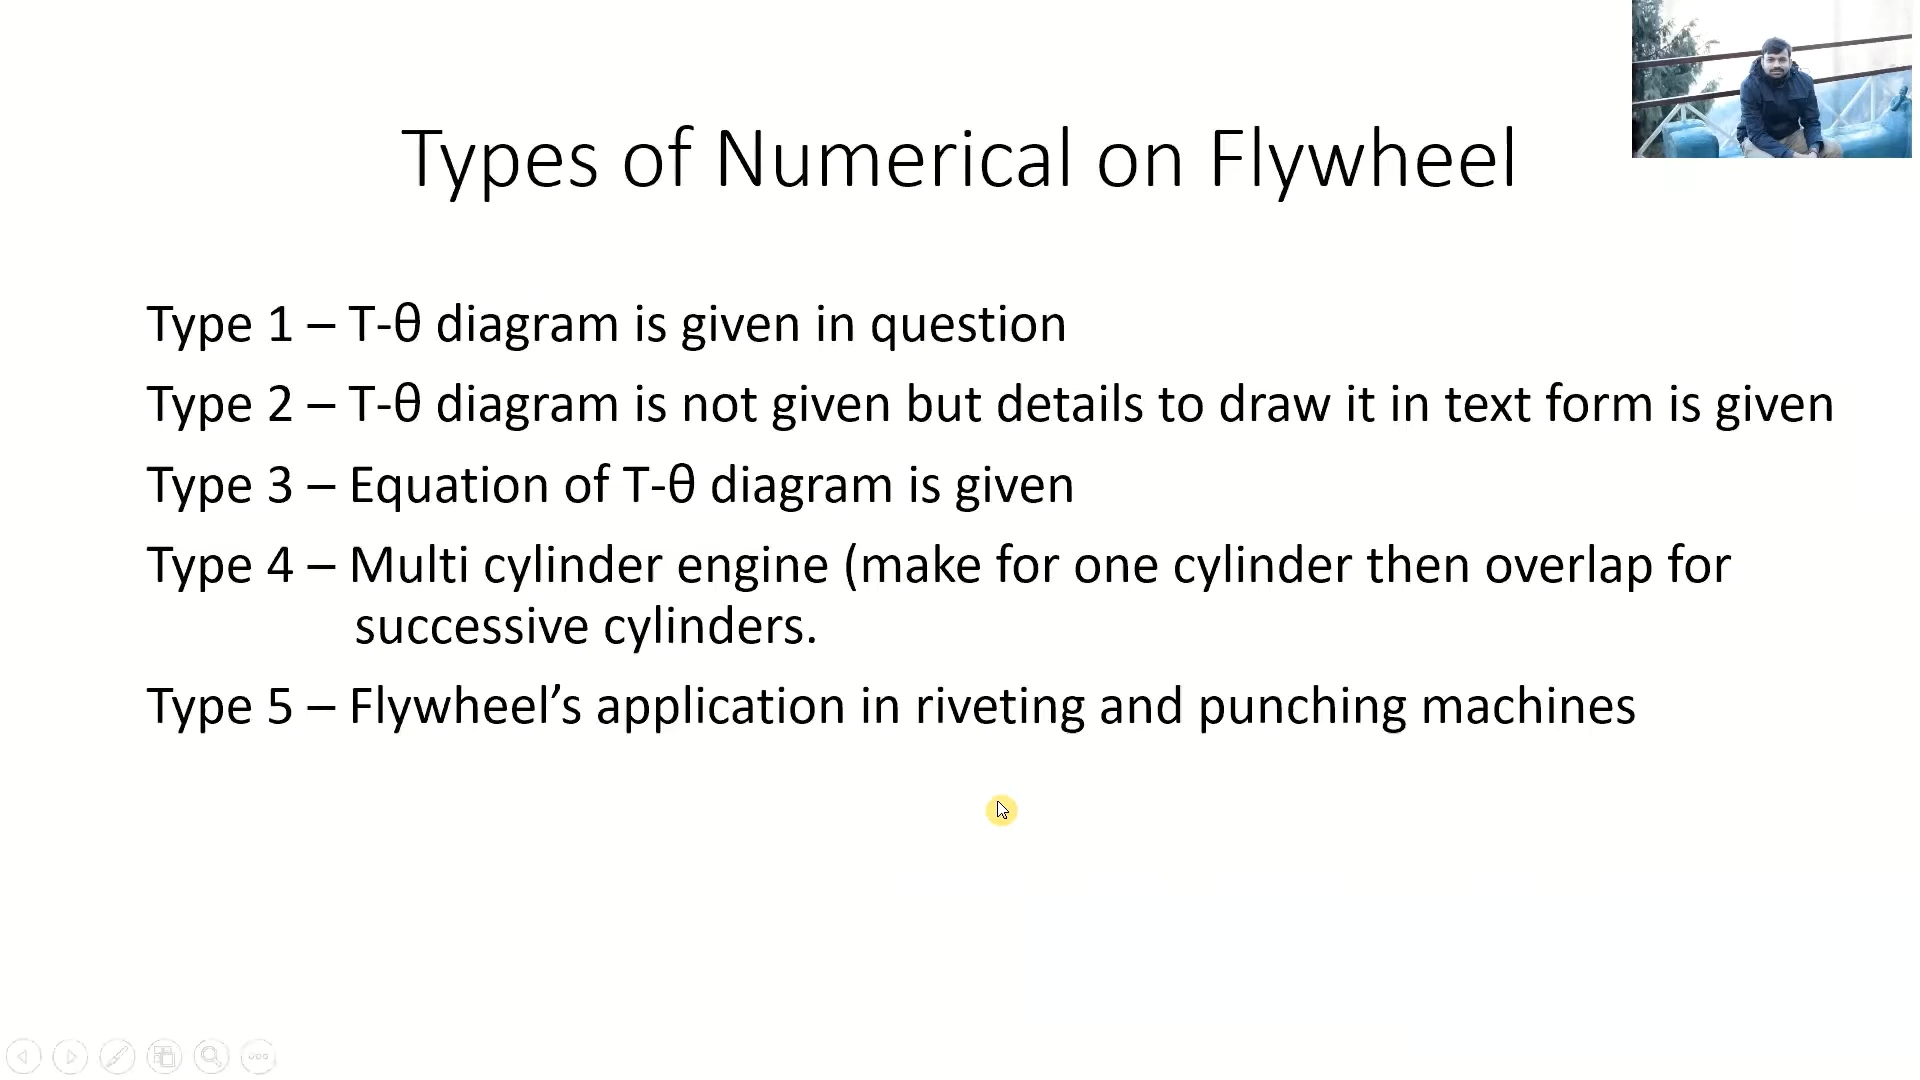 Types of Numerical on Flywheel
Type 1 – T-θ diagram is given in question
Type 2 – T-θ diagram is not given but details to draw it in text form is given
Type 3 – Equation of T-θ diagram is given
Type 4 – Multi cylinder engine (make for one cylinder then overlap for
successive cylinders.
Type 5 – Flywheel’s application in riveting and punching machines